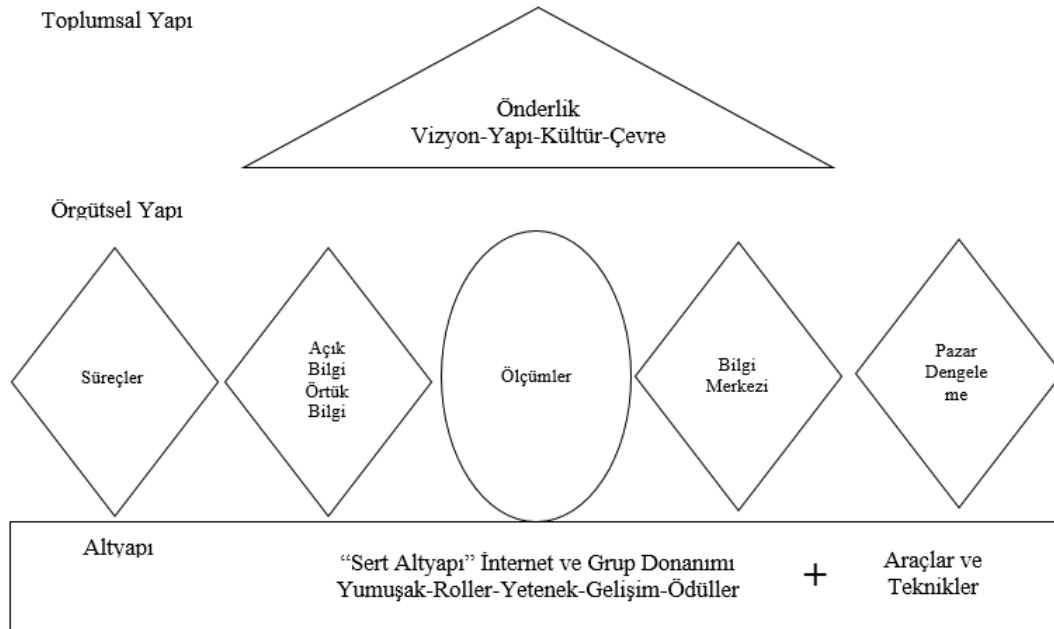 Toplumsal Yapı
Önderlik
Vizyon-Yapı-Kültür-Çevre
Örgütsel Yapı
Süreçler
Açık
Bilgi
Örtük
Bilgi
Ölçümler
Bilgi
Merkezi
Pazar
Dengele
me
Altyapı
“Sert Altyapı” İnternet ve Grup Donanımı
Yumuşak-Roller-Yetenek-Gelişim-Ödüller
+
Araçlar ve
Teknikler